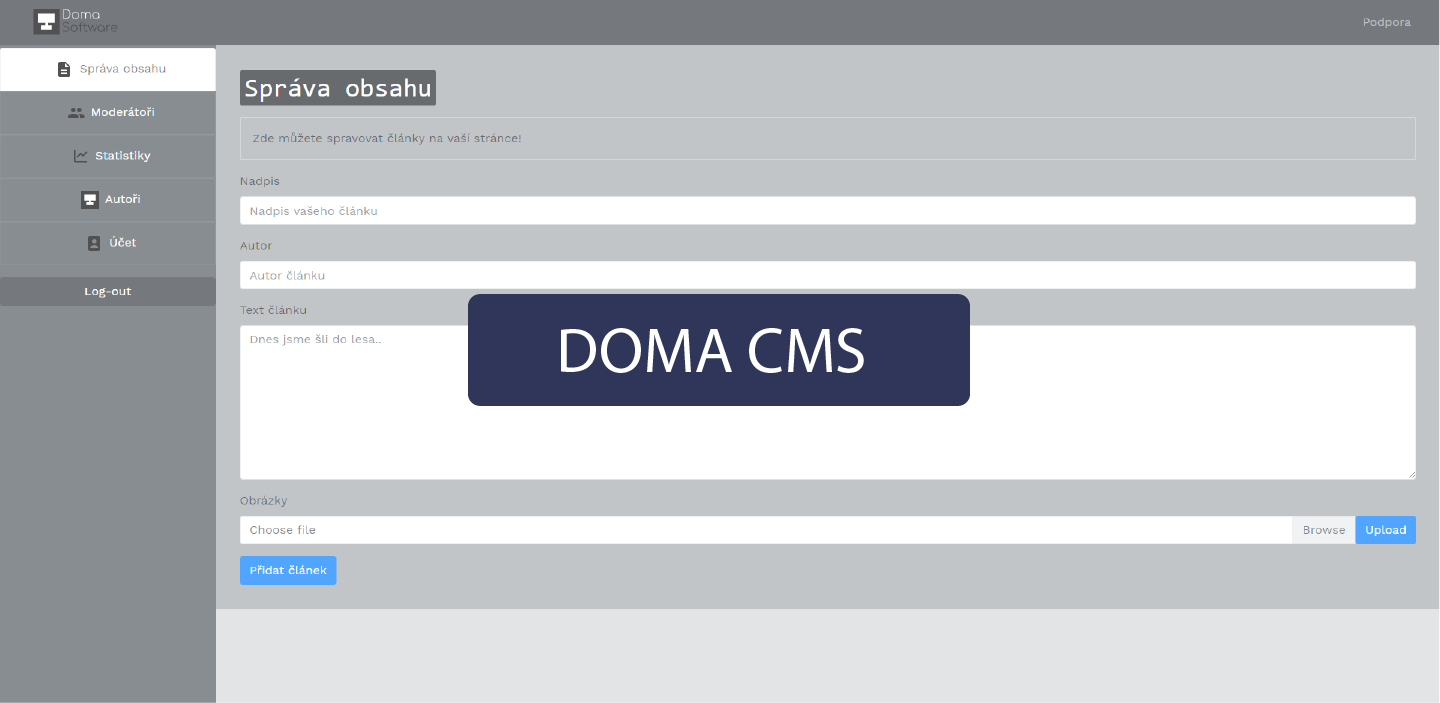 Doma
Software
Podpora
Správa obsahu
Moderátoři
Statistiky
Autoři
Účet
Log-out
Správa obsahu
Zde můžete spravovat články na vaší stránce!
Nadpis
Nadpis vašeho článku
Autor
Autor článku
Text článku
Dnes jsme šli do lesa..
DOMA CMS
Obrázky
Choose file
Browse
Upload
Přidat článek